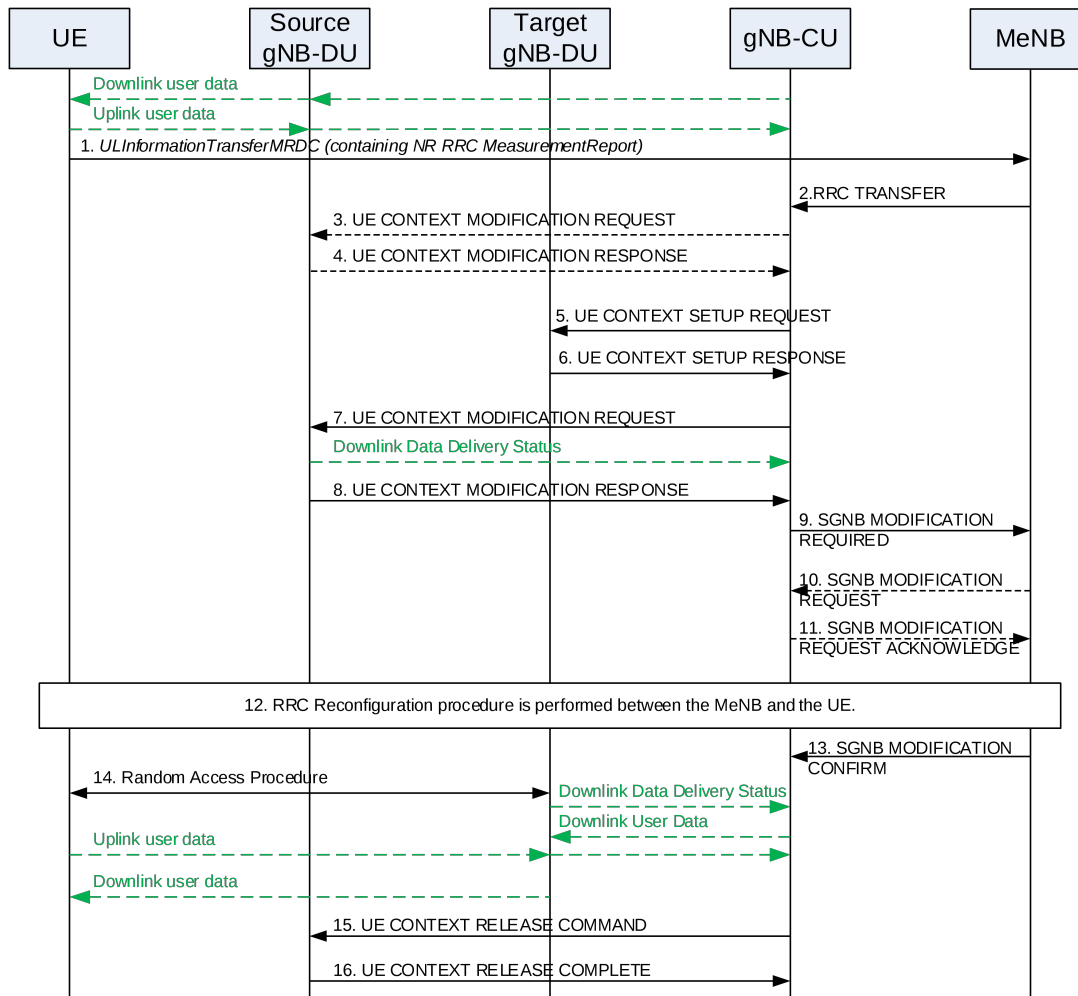 UE
Source
gNB-DU
Target
gNB-DU
gNB-CU
MeNB
Downlink user data
Uplink user data
1. ULInformationTransferMRDC (containing NR RRC MeasurementReport)
2.RRC TRANSFER
3. UE CONTEXT MODIFICATION REQUEST
4. UE CONTEXT MODIFICATION RESPONSE
5. UE CONTEXT SETUP REQUEST
6. UE CONTEXT SETUP RESPONSE
7. UE CONTEXT MODIFICATION REQUEST
Downlink Data Delivery Status
8. UE CONTEXT MODIFICATION RESPONSE
9. SGNB MODIFICATION
REQUIRED
10. SGNB MODIFICATION
REQUEST
11. SGNB MODIFICATION
REQUEST ACKNOWLEDGE
12. RRC Reconfiguration procedure is performed between the MeNB and the UE.
13. SGNB MODIFICATION
CONFIRM
14. Random Access Procedure
Downlink Data Delivery Status
Downlink User Data
Uplink user data
Downlink user data
15. UE CONTEXT RELEASE COMMAND
16. UE CONTEXT RELEASE COMPLETE